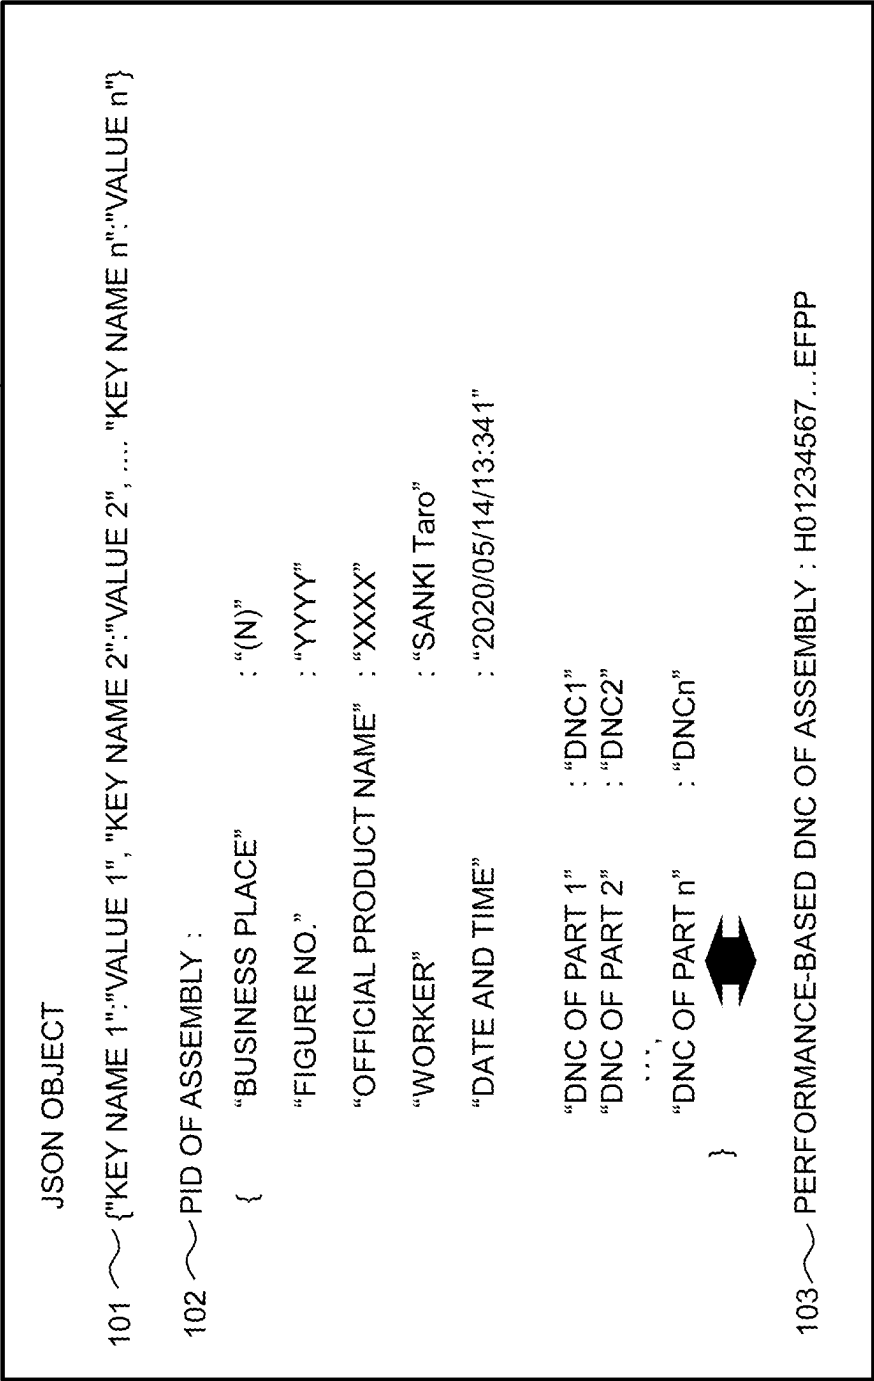 JSON OBJECT
101 {"KEY NAME 1":"VALUE 1", "KEY NAME 2":"VALUE 2", .... "KEY NAME n":"VALUE n"}
102 PID OF ASSEMBLY :
{ “BUSINESS PLACE” : “(N)”
“FIGURE NO.” : “YYYY”
“OFFICIAL PRODUCT NAME” : “XXXX”
“WORKER” : “SANKI Taro”
“DATE AND TIME” : “2020/05/14/13:341”
“DNC OF PART 1” : “DNC1”
“DNC OF PART 2” : “DNC2”
...,
“DNC OF PART n” : “DNCn”
}
103 PERFORMANCE-BASED DNC OF ASSEMBLY : H01234567...EFPP